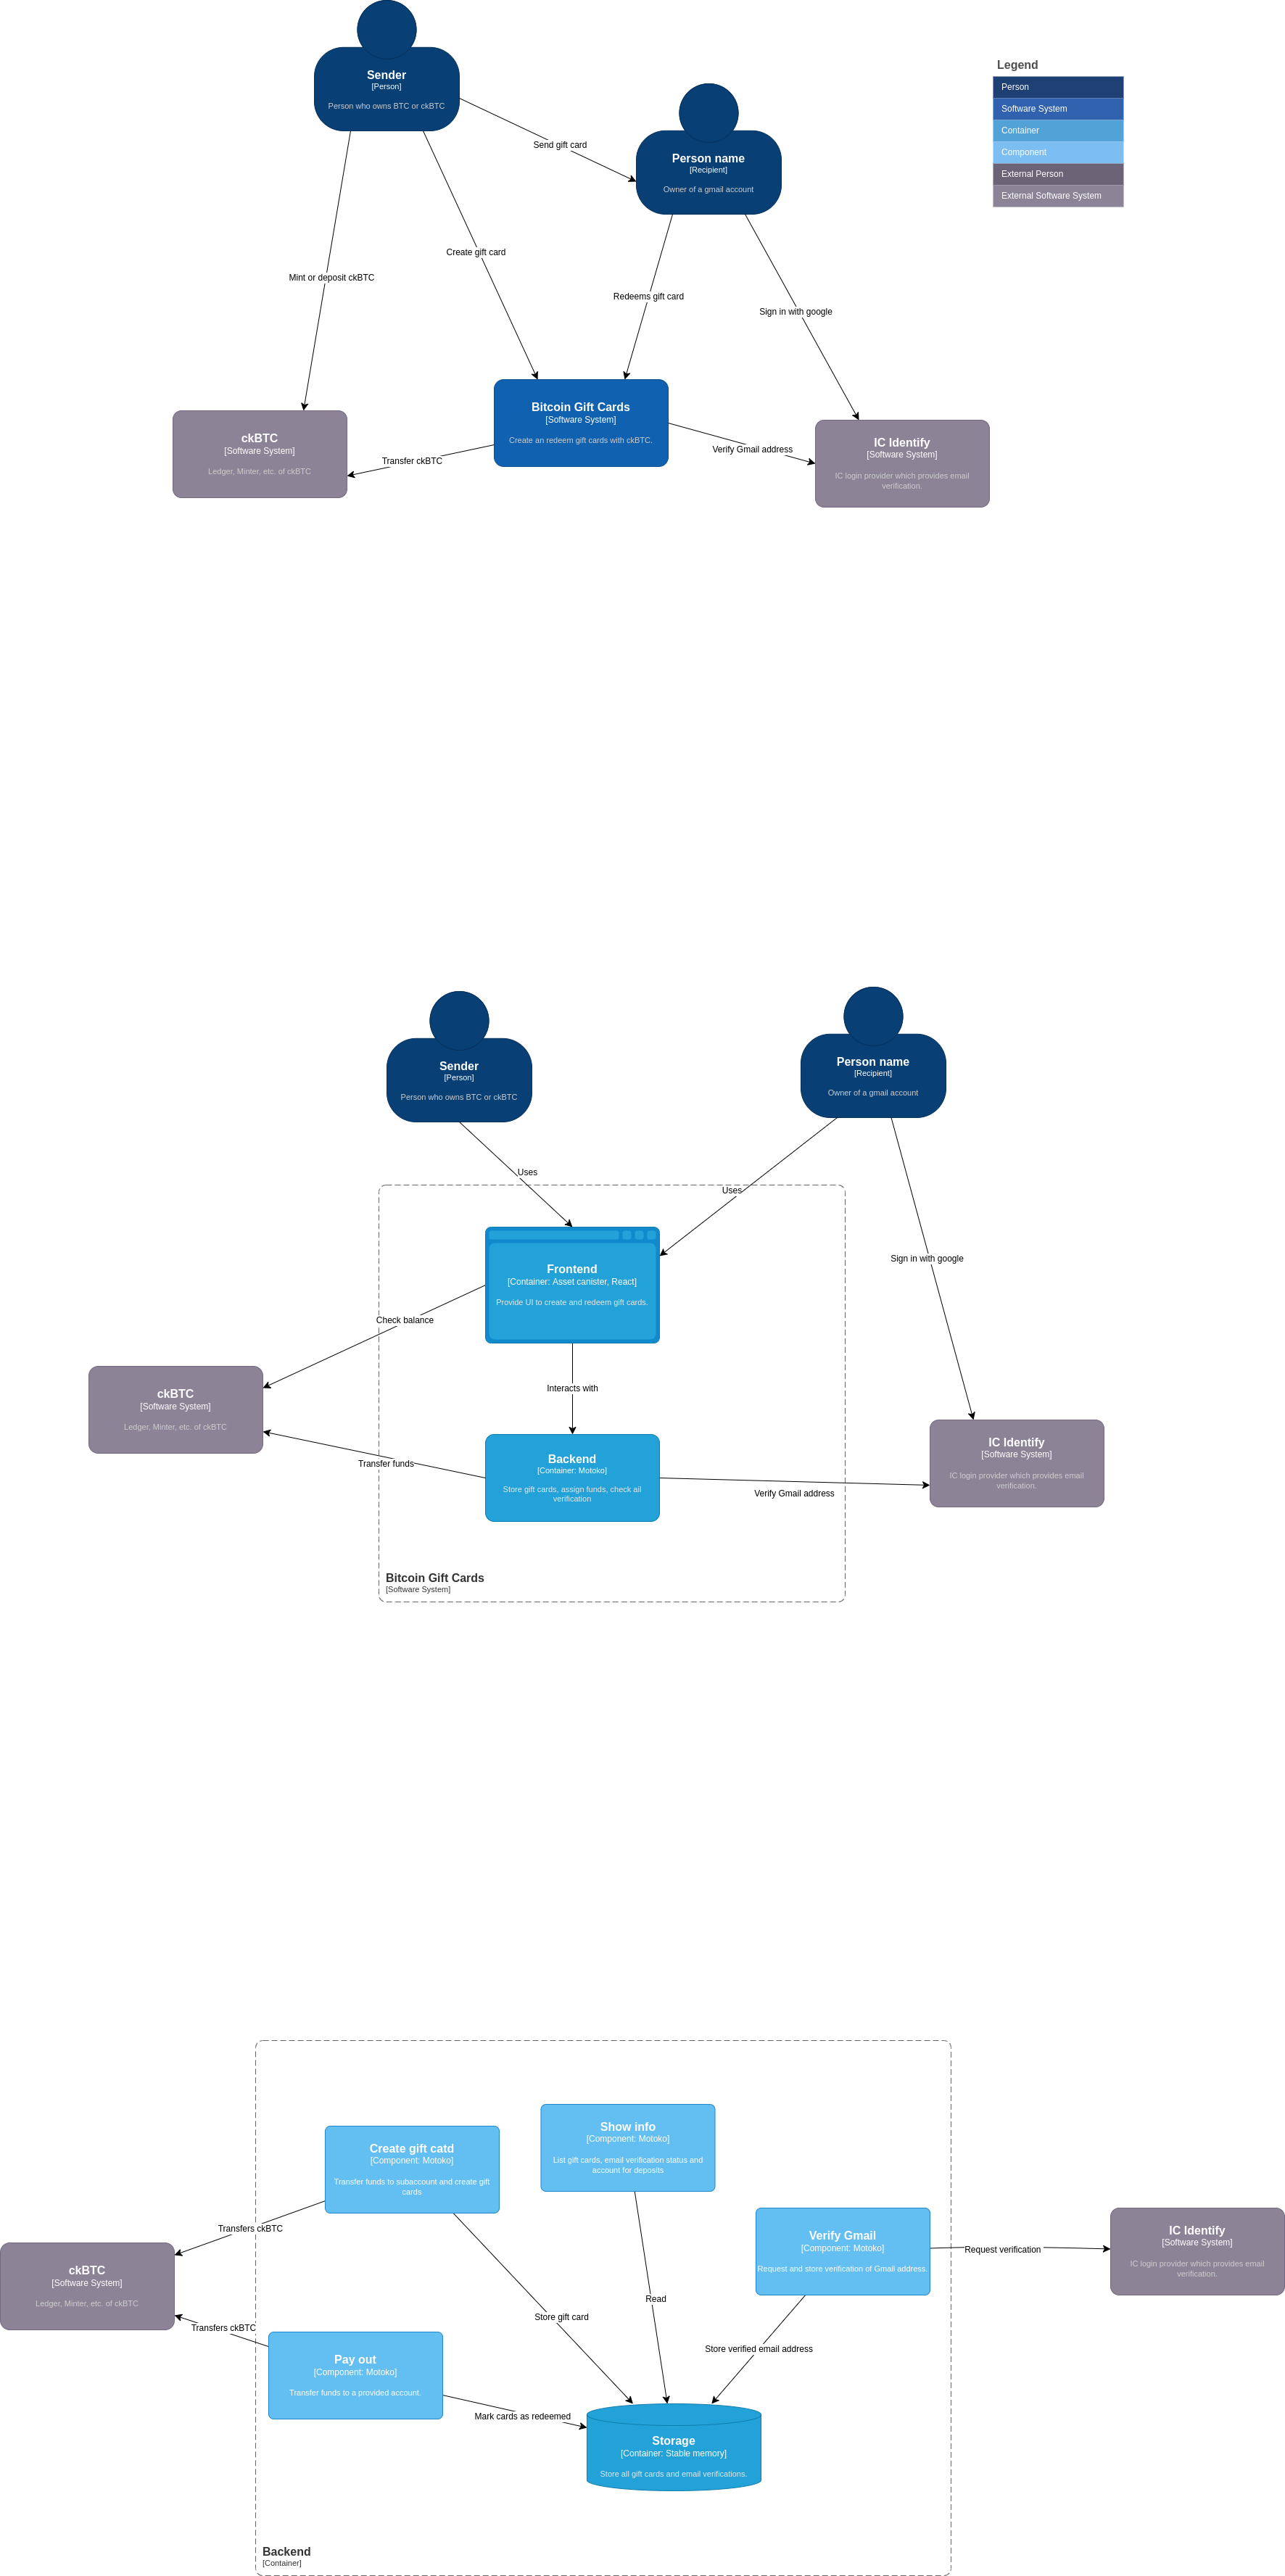 Sender
[Person]
Person who owns BTC or ckBTC
Legend
Person
Software System
Container
Component
External Person
External Software System
Send gift card
Person name
[Recipient]
Owner of a gmail account
Create gift card
Mint or deposit ckBTC
Redeems gift card
Sign in with google
Bitcoin Gift Cards
[Software System]
Create an redeem gift cards with ckBTC.
ckBTC
[Software System]
Ledger, Minter, etc. of ckBTC
Transfer ckBTC
Verify Gmail address
IC Identify
[Software System]
IC login provider which provides email
verification.
Sender
[Person]
Person who owns BTC or ckBTC
Person name
[Recipient]
Owner of a gmail account
Uses
Uses
Frontend
[Container: Asset canister, React]
Provide UI to create and redeem gift cards.
Sign in with google
Check balance
Interacts with
ckBTC
[Software System]
Ledger, Minter, etc. of ckBTC
Transfer funds
Backend
[Container: Motoko]
Store gift cards, assign funds, check ail
verification
Verify Gmail address
IC Identify
[Software System]
IC login provider which provides email
verification.
Bitcoin Gift Cards
[Software System]
Create gift catd
[Component: Motoko]
Transfer funds to subaccount and create gift
cards
Show info
[Component: Motoko]
List gift cards, email verification status and
account for deposits
Transfers ckBTC
Verify Gmail
[Component: Motoko]
Request and store verification of Gmail address.
Request verification
IC Identify
[Software System]
IC login provider which provides email
verification.
ckBTC
[Software System]
Ledger, Minter, etc. of ckBTC
Transfers ckBTC
Store gift card
Read
Store verified email address
Pay out
[Component: Motoko]
Transfer funds to a provided account.
Mark cards as redeemed
Storage
[Container: Stable memory]
Store all gift cards and email verifications.
Backend
[Container]